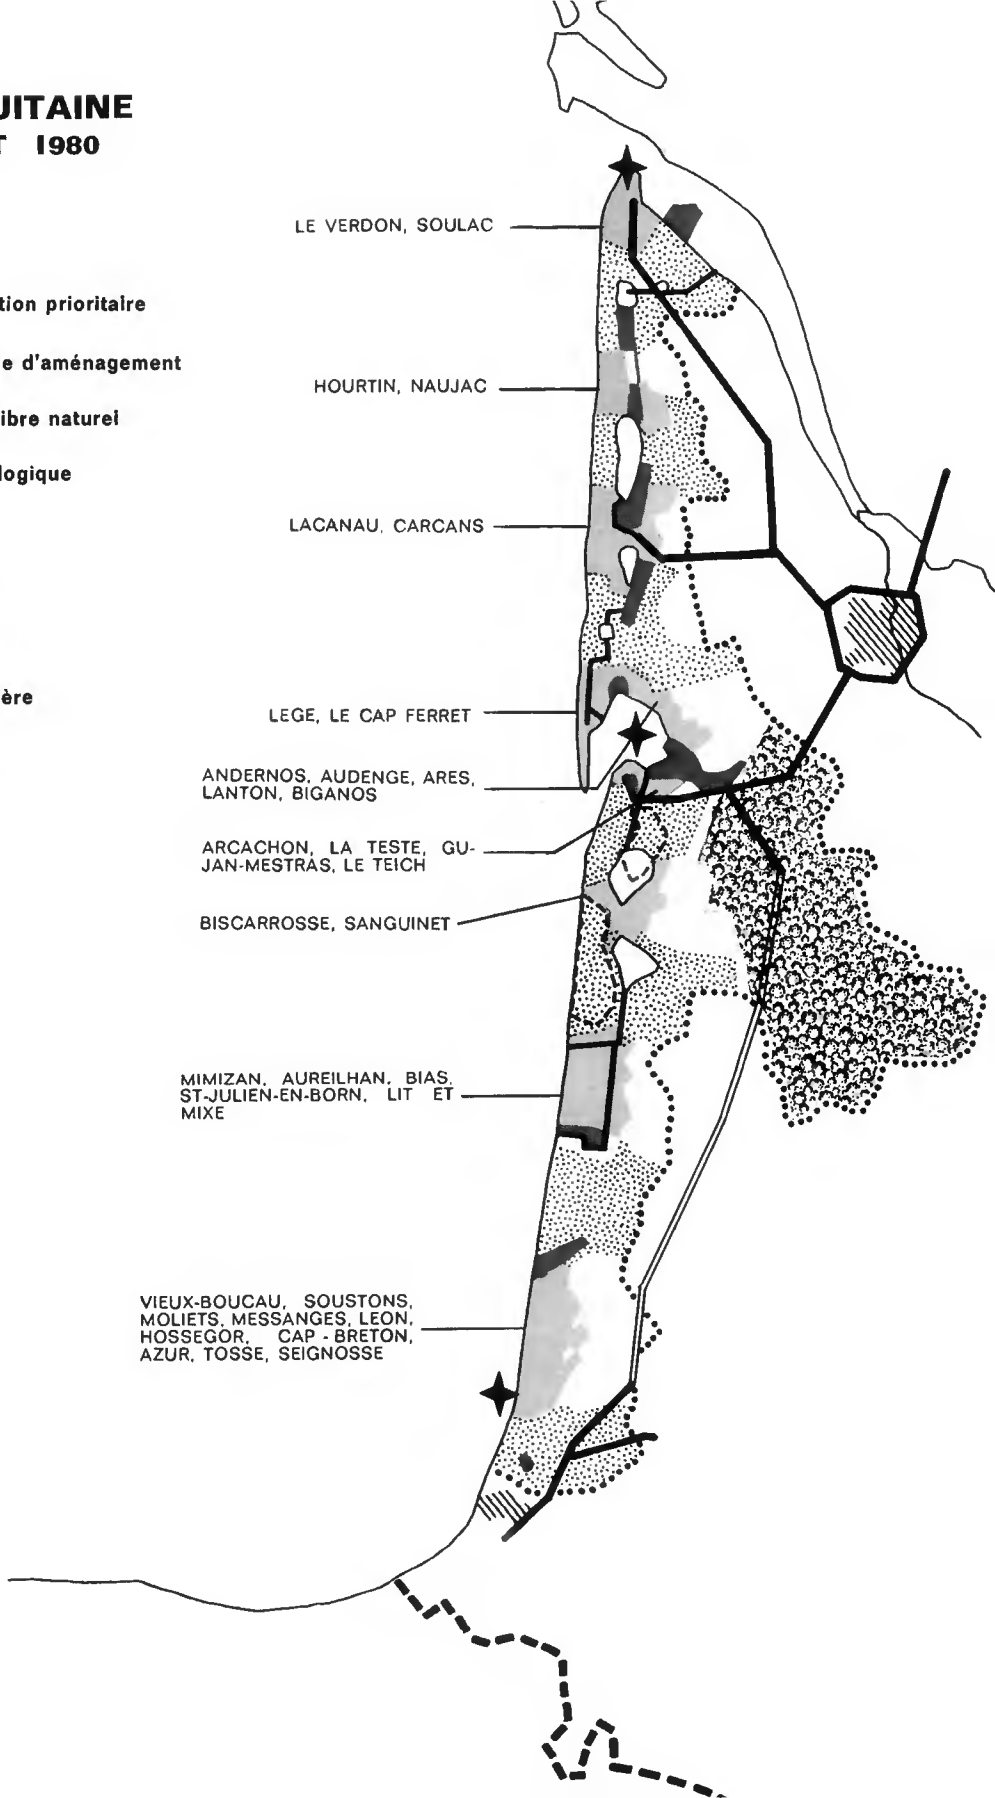 UITAINE
T 1980
LE VERDON, SOULAC
tion prioritaire
e d'aménagement
HOURTIN, NAUJAC
ibre naturel
logique
LACANAU, CARCANS
ère
LEGE, LE CAP FERRET
ANDERNOS, AUDENGE, ARES,
LANTON, BIGANOS
ARCACHON, LA TESTE, GU-
JAN-MESTRAS, LE TEICH
BISCARROSSE, SANGUINET
MIMIZAN, AUREILHAN, BIAS,
ST-JULIEN-EN-BORN, LIT ET
MIXE
VIEUX-BOUCAU, SOUSTONS,
MOLIETS, MESSANGES, LEON,
HOSSEGOR, CAP - BRETON,
AZUR, TOSSE, SEIGNOSSE